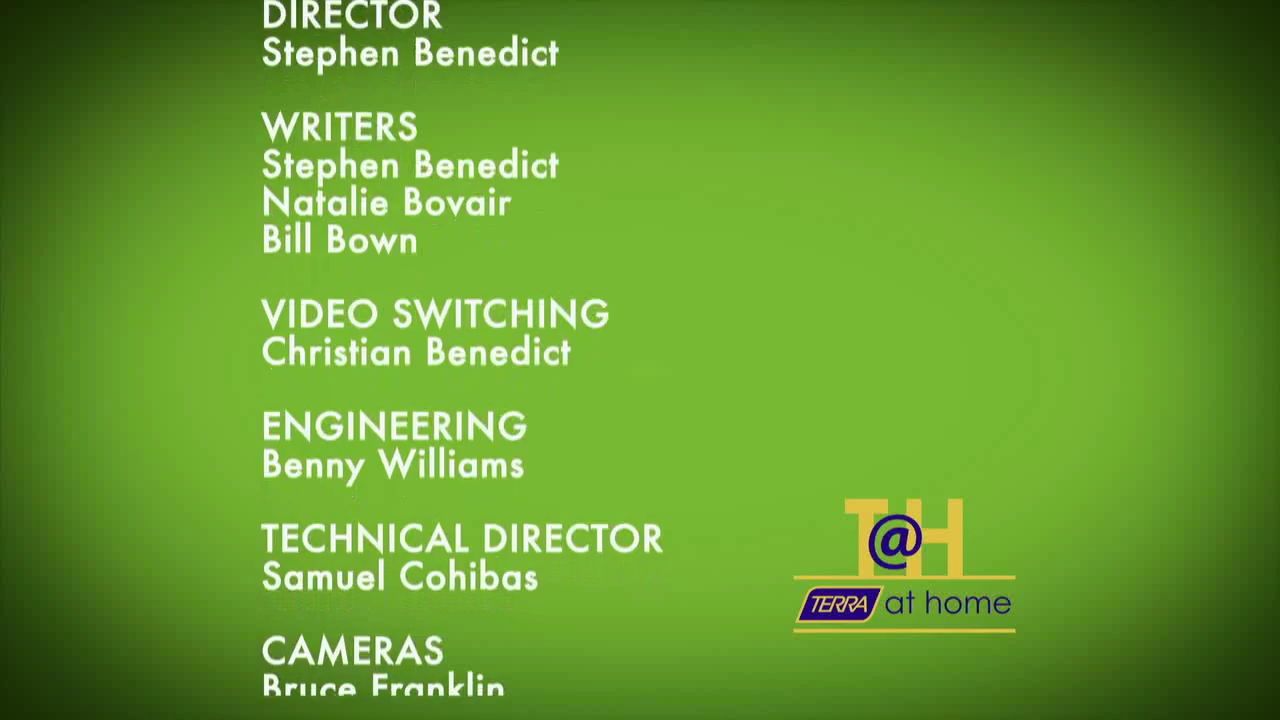 DIRECTOR
Stephen Benedict
WRITERS
Stephen Benedict
Natalie Bovair
Bill Bown
VIDEO SWITCHING
Christian Benedict
ENGINEERING
Benny Williams
TECHNICAL DIRECTOR
Samuel Cohibas
CAMERAS
Bruce Franklin
T@H
TERRA at home